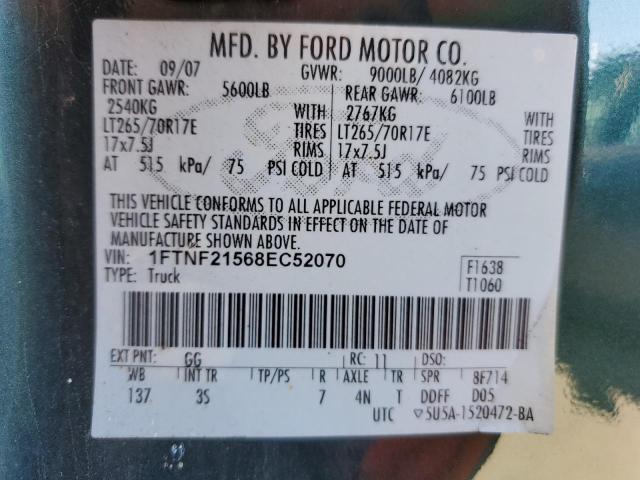 MFD. BY FORD MOTOR CO.
DATE: 09/07 GVWR: 9000LB/ 4082KG
FRONT GAWR: 5600LB REAR GAWR: 6100LB
2540KG WITH 2767KG WITH
LT265/70R17E TIRES LT265/70R17E TIRES
17x7.5J RIMS 17x7.5J RIMS
AT 515 kPa/ 75 PSI COLD AT 515 kPa/ 75 PSI COLD
THIS VEHICLE CONFORMS TO ALL APPLICABLE FEDERAL MOTOR
VEHICLE SAFETY STANDARDS IN EFFECT ON THE DATE OF
MANUFACTURE SHOWN ABOVE.
VIN: 1FTNF21568EC52070 F1638
TYPE: Truck T1060
EXT PNT: GG RC: 11 DSO:
WB INT TR TP/PS R AXLE TR SPR 8F714
137 3S 7 4N T DDFF D05
UTC ▽5U5A-1520472-BA
Ford